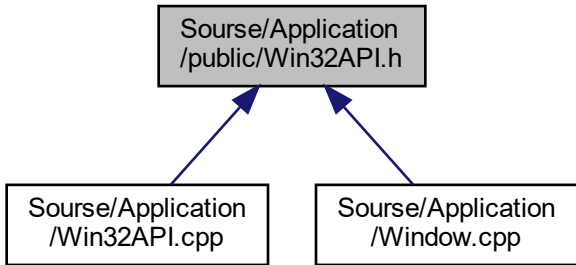 Sourse/Application
/public/Win32API.h
Sourse/Application
/Win32API.cpp
Sourse/Application
/Window.cpp